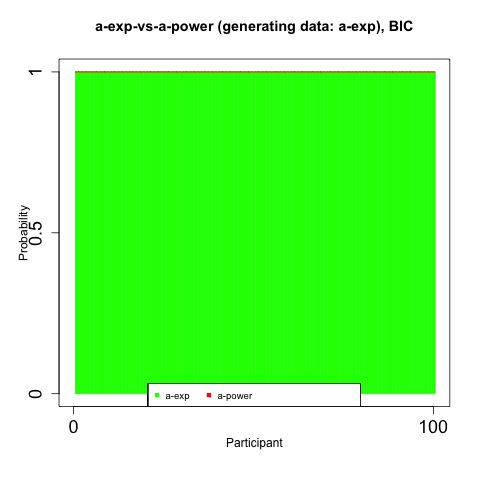 a-exp-vs-a-power (generating data: a-exp), BIC
1
0.5
0
Probability
a-exp a-power
0 100
Participant